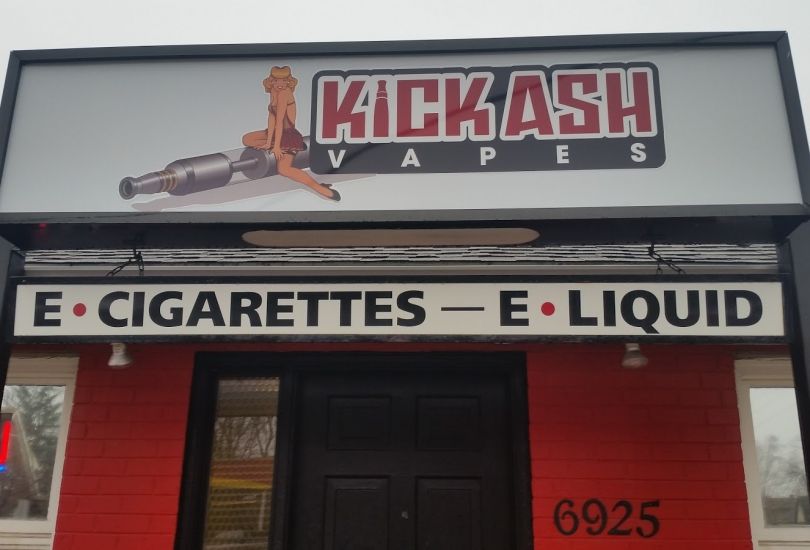 KICK ASH
VAPES
E • CIGARETTES — E • LIQUID
6925